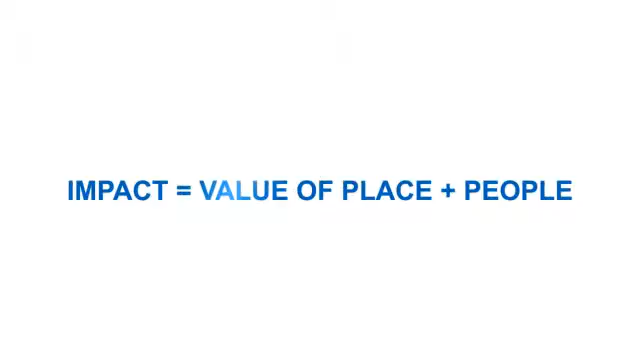 IMPACT = VALUE OF PLACE + PEOPLE